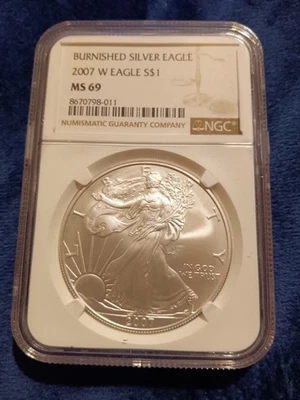 BURNISHED SILVER EAGLE
2007 W EAGLE S$1
MS 69
8670798-011
NUMISMATIC GUARANTY COMPANY
NGC
LIBERTY
IN GOD
WE TRUST
2007